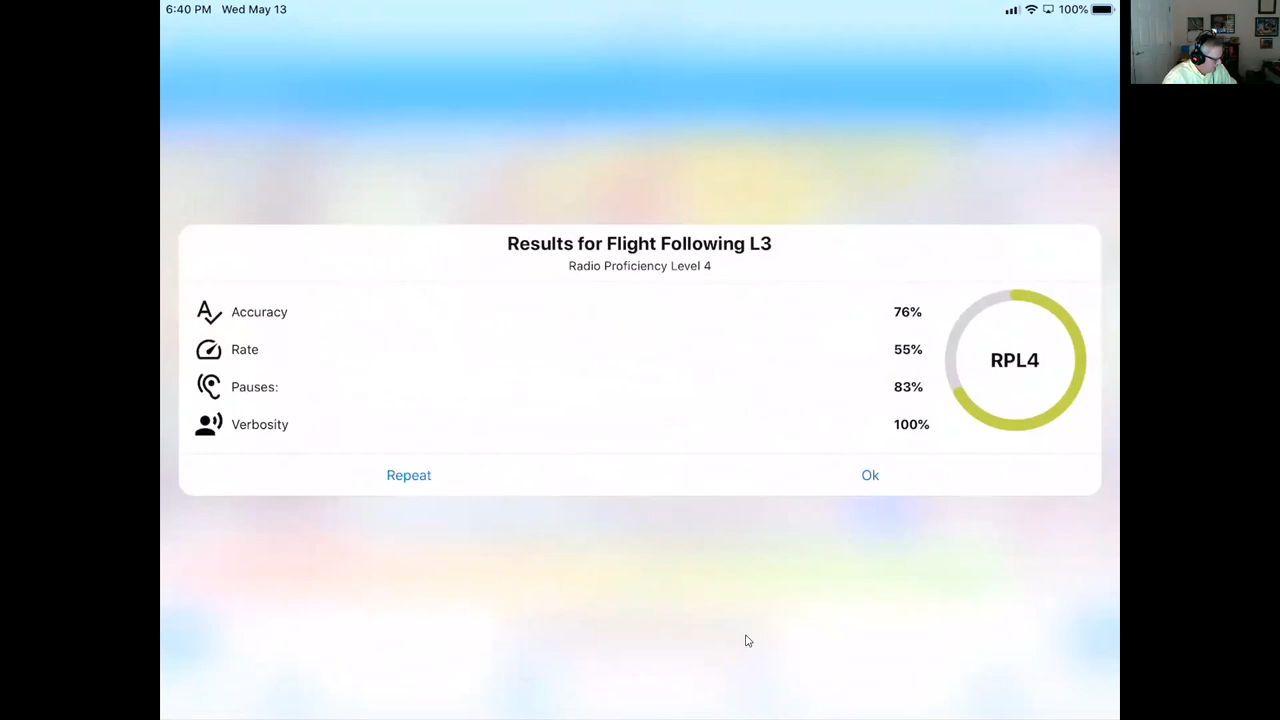 6:40 PM Wed May 13 100%
Results for Flight Following L3
Radio Proficiency Level 4
Accuracy 76%
Rate 55%
Pauses: 83%
Verbosity 100%
RPL4
Repeat Ok